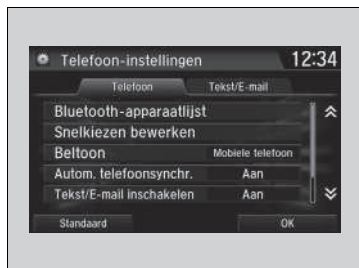 Telefoon-instellingen 12:34
Telefoon Tekst/E-mail
Bluetooth-apparaatlijst
Snelkiezen bewerken
Beltoon Mobiele telefoon
Autom. telefoonsynchr. Aan
Tekst/E-mail inschakelen Aan
Standaard OK